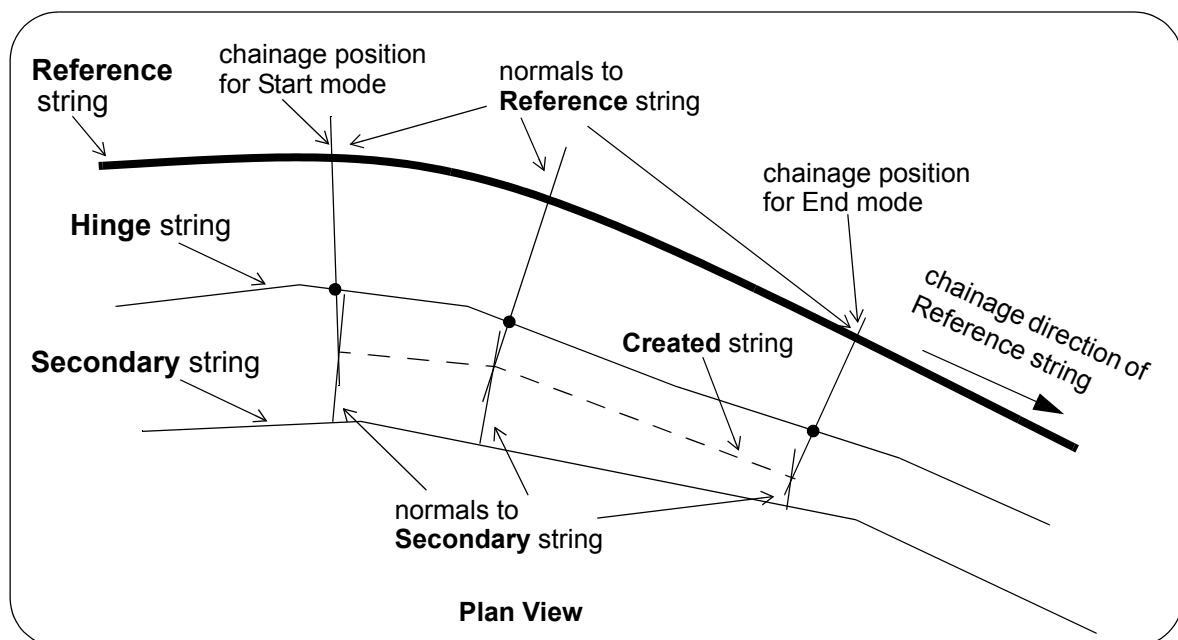 Reference
string
chainage position
for Start mode
normals to
Reference string
chainage position
for End mode
Hinge string
chainage direction of
Reference string
Created string
Secondary string
normals to
Secondary string
Plan View